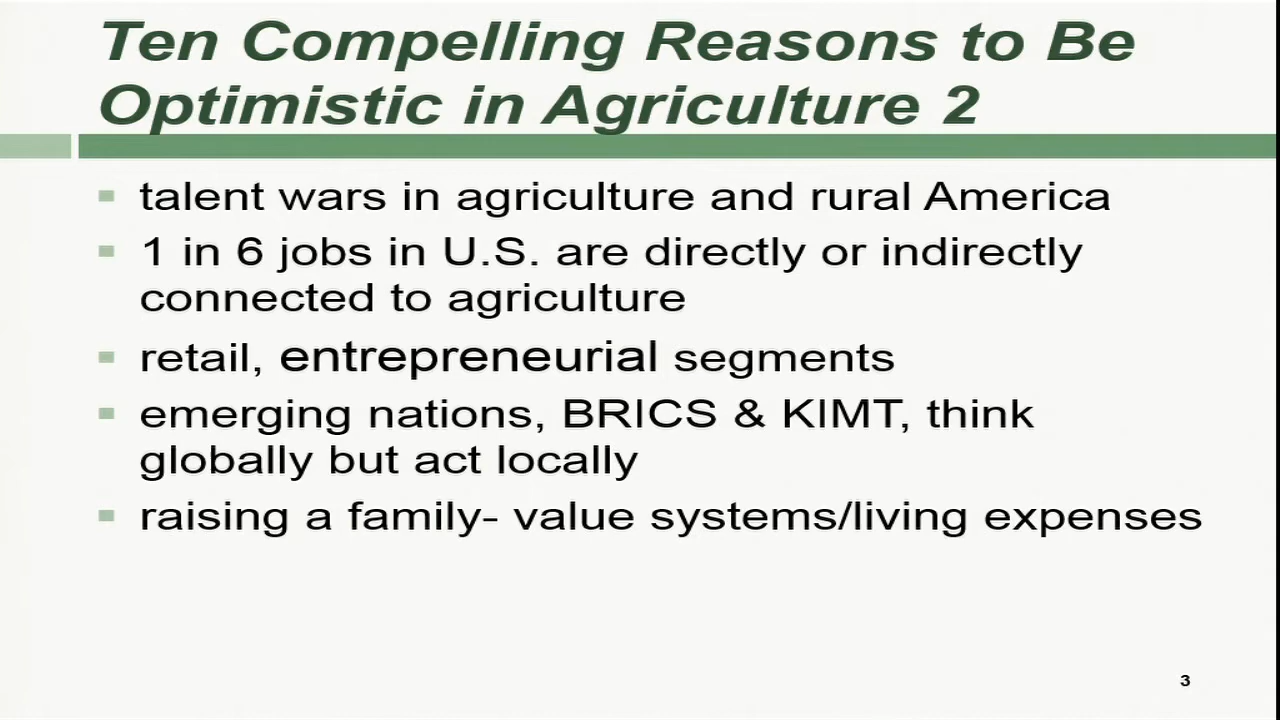 Ten Compelling Reasons to Be
Optimistic in Agriculture 2
talent wars in agriculture and rural America
1 in 6 jobs in U.S. are directly or indirectly
connected to agriculture
retail, entrepreneurial segments
emerging nations, BRICS & KIMT, think
globally but act locally
raising a family- value systems/living expenses
3